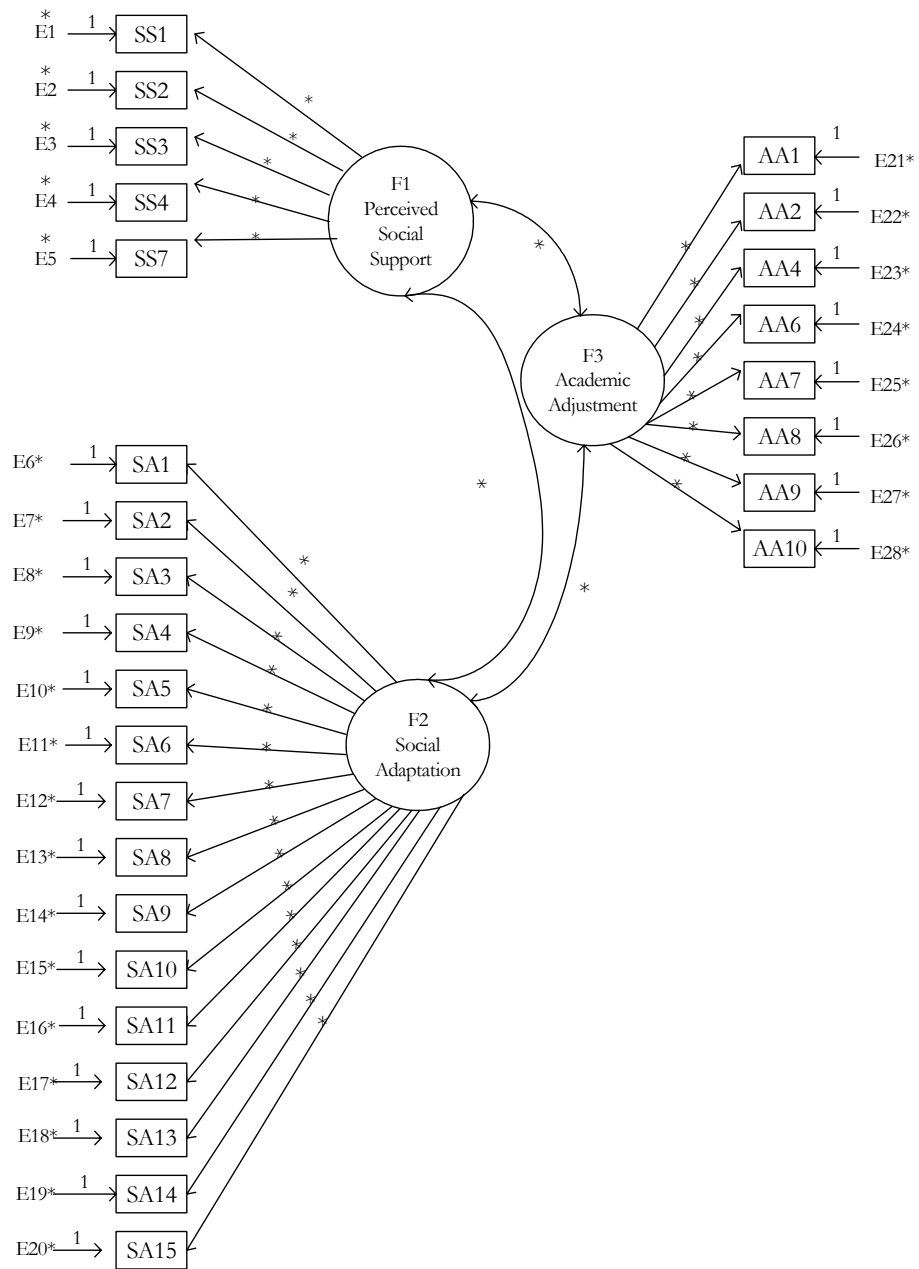 *
E1 1 SS1
*
E2 1 SS2
*
E3 1 SS3
*
E4 1 SS4
*
E5 1 SS7
* * * * *
F1
Perceived
Social
Support
*
F3
Academic
Adjustment
* * * * * * * *
AA1 1 E21*
AA2 1 E22*
AA4 1 E23*
AA6 1 E24*
AA7 1 E25*
AA8 1 E26*
AA9 1 E27*
AA10 1 E28*
*
*
E6* 1 SA1
E7* 1 SA2
E8* 1 SA3
E9* 1 SA4
E10* 1 SA5
E11* 1 SA6
E12* 1 SA7
E13* 1 SA8
E14* 1 SA9
E15* 1 SA10
E16* 1 SA11
E17* 1 SA12
E18* 1 SA13
E19* 1 SA14
E20* 1 SA15
* * * * * * * * * * * * * * *
F2
Social
Adaptation